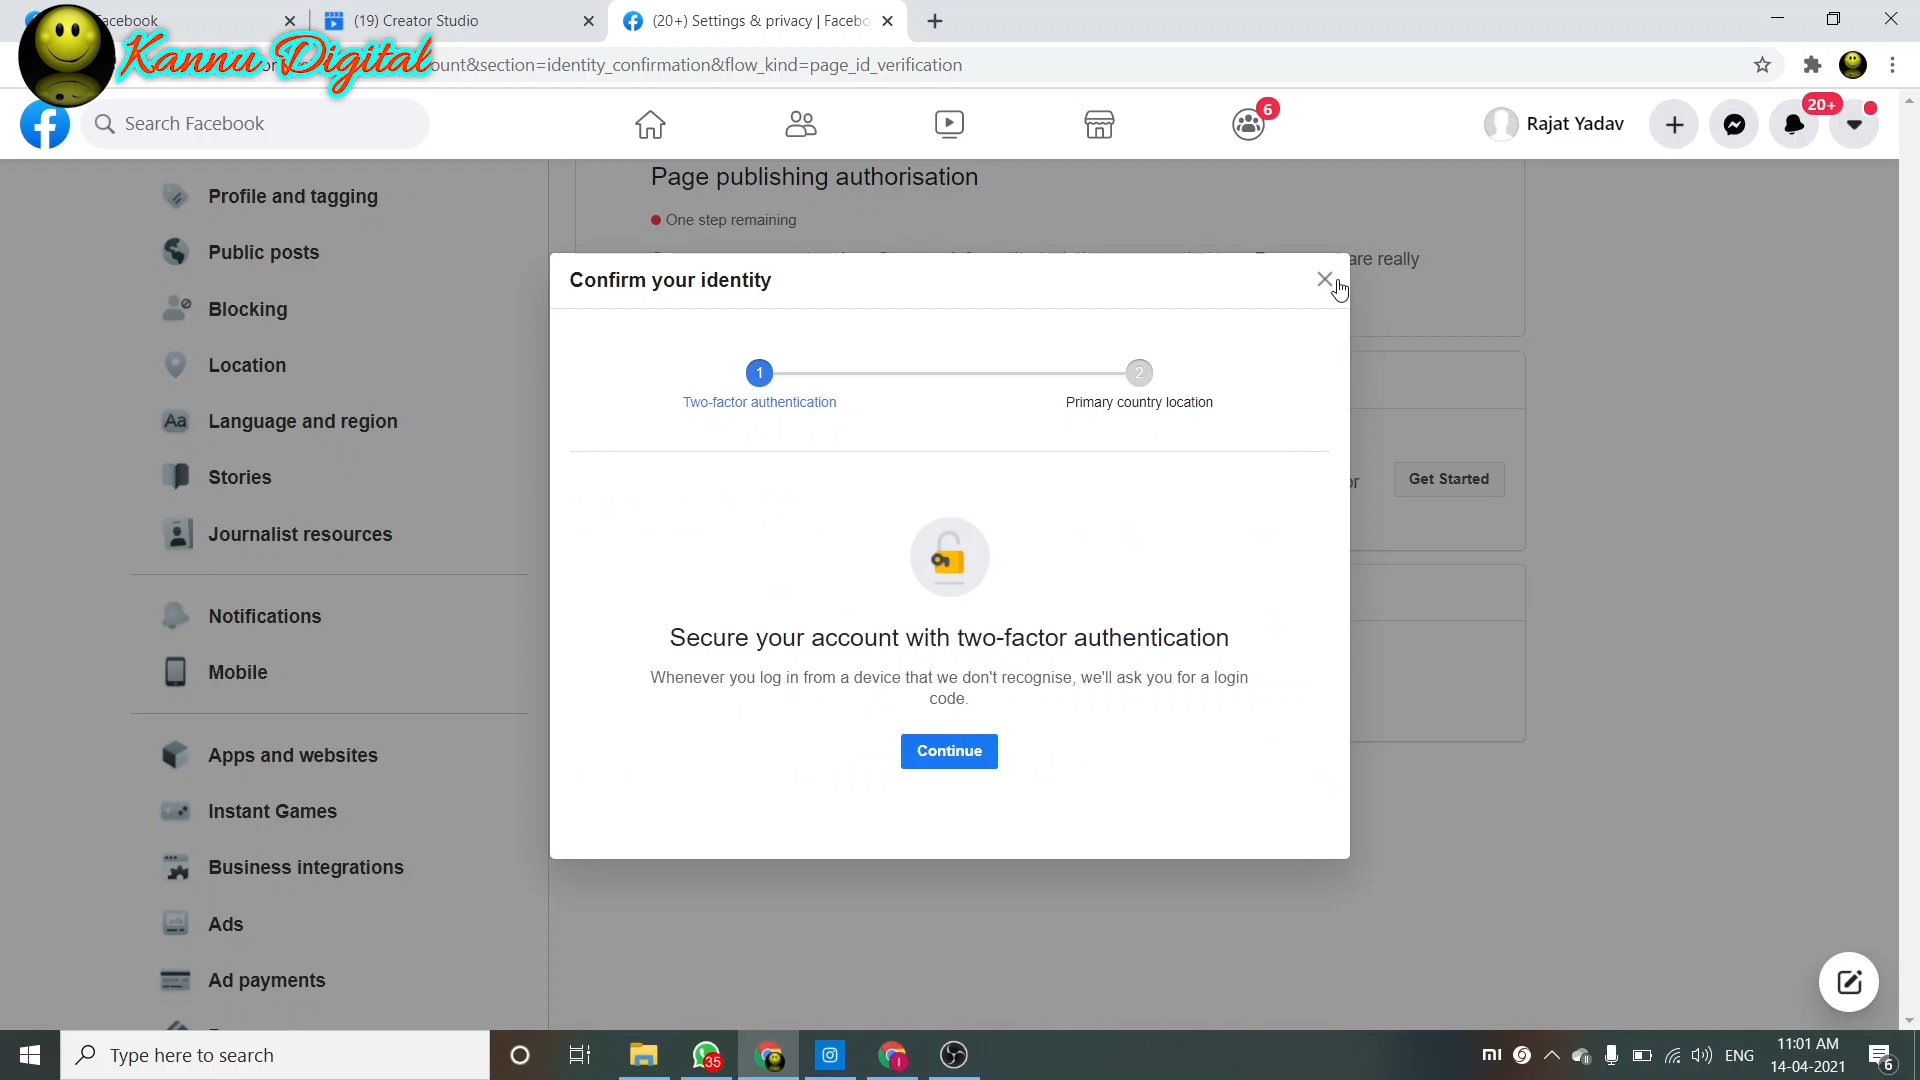 Facebook
(19) Creator Studio
(20+) Settings & privacy | Facebo
Kannu Digital
ount&section=identity_confirmation&flow_kind=page_id_verification
Search Facebook
6
Rajat Yadav
20+
Profile and tagging
Public posts
Blocking
Location
Language and region
Stories
Journalist resources
Notifications
Mobile
Apps and websites
Instant Games
Business integrations
Ads
Ad payments
Page publishing authorisation
One step remaining
are really
Confirm your identity
1
2
Two-factor authentication
Primary country location
or
Get Started
Secure your account with two-factor authentication
Whenever you log in from a device that we don't recognise, we'll ask you for a login
code.
Continue
Type here to search
35
ENG
11:01 AM
14-04-2021
6